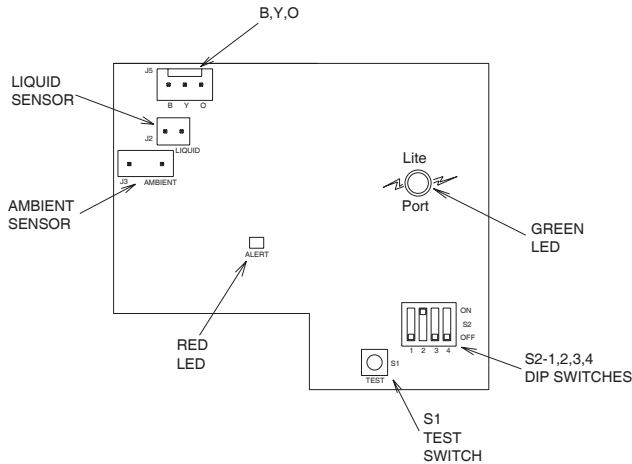 B,Y,O
J5
B Y O
LIQUID
SENSOR
J2
LIQUID
J3 AMBIENT
AMBIENT
SENSOR
Lite
Port
GREEN
LED
ALERT
RED
LED
ON
S2
OFF
1 2 3 4
S2-1,2,3,4
DIP SWITCHES
S1
TEST
S1
TEST
SWITCH